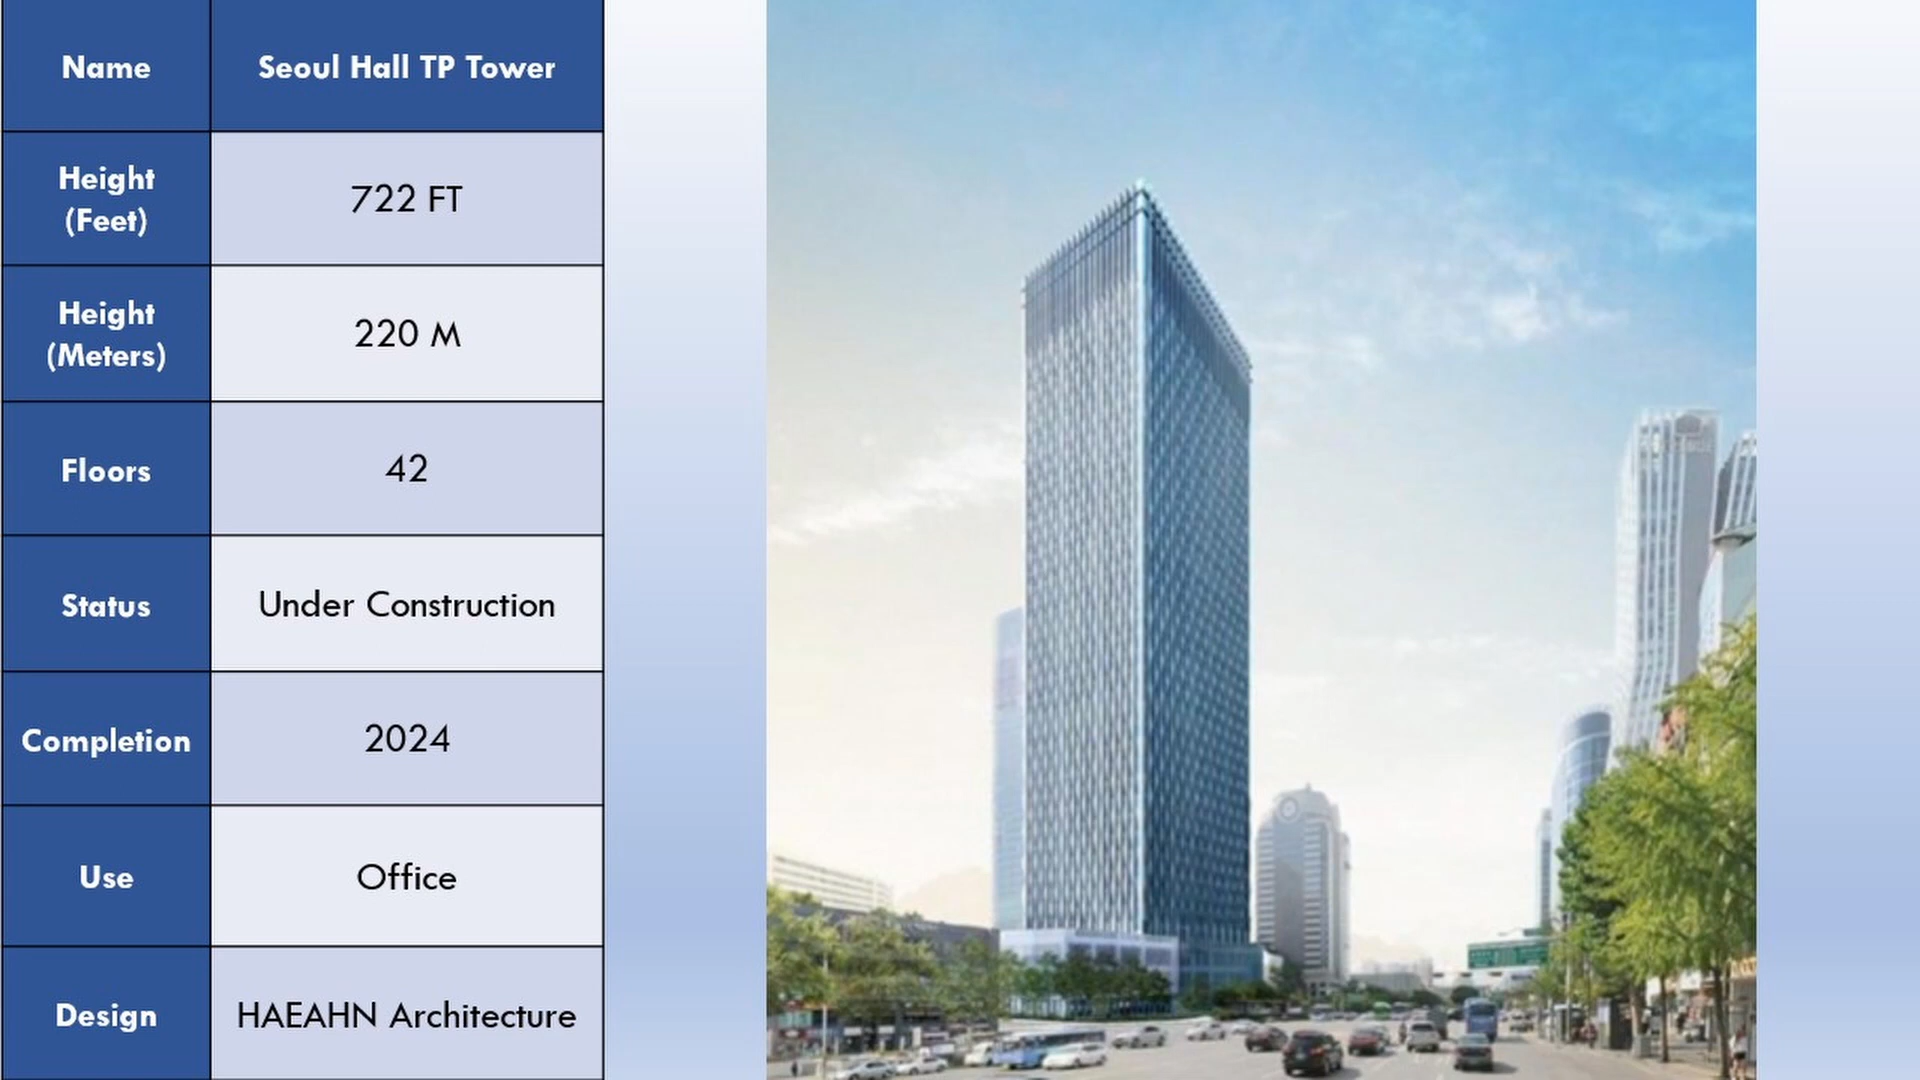 Name
Seoul Hall TP Tower
Height
(Feet)
722 FT
Height
(Meters)
220 M
Floors
42
Status
Under Construction
Completion
2024
Use
Office
Design
HAEAHN Architecture